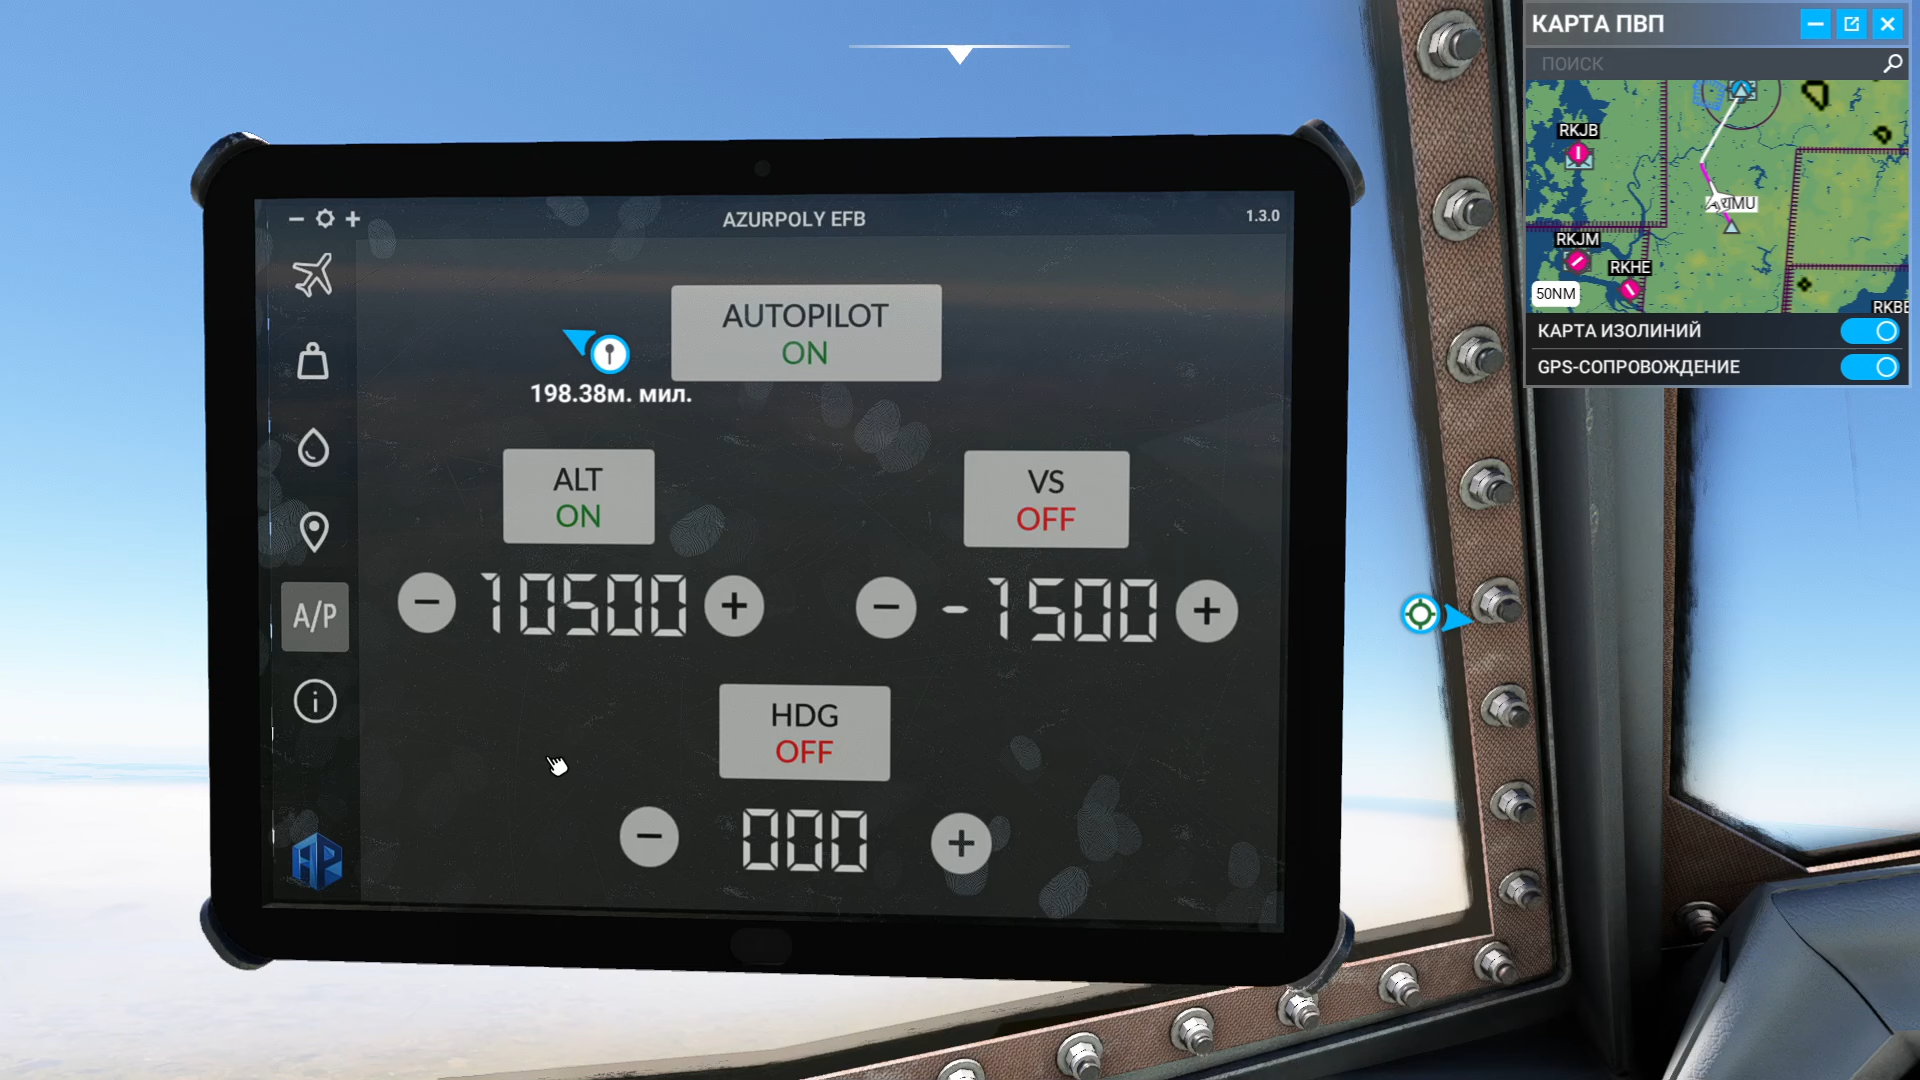 КАРТА ПВП
ПОИСК
RKJB
RKJM
RKHE
50NM
RKBE
КАРТА ИЗОЛИНИЙ
GPS-СОПРОВОЖДЕНИЕ
AZURPOLY EFB
1.3.0
AUTOPILOT
ON
198.38м. мил.
ALT
ON
VS
OFF
10500
-1500
A/P
HDG
OFF
000